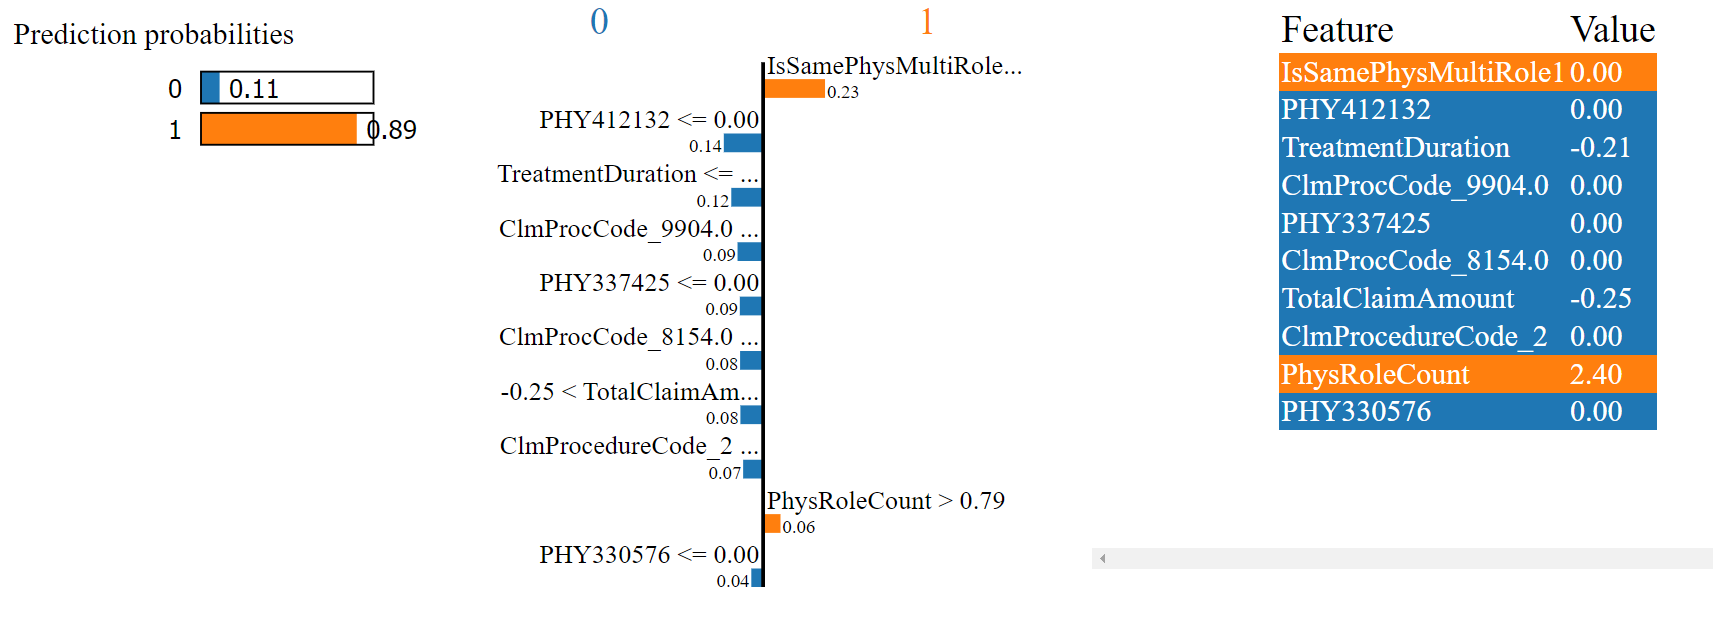 Prediction probabilities
0 0.11
1 0.89
0 1
IsSamePhysMultiRole...
0.23
PHY412132 <= 0.00
0.14
TreatmentDuration <= ...
0.12
ClmProcCode_9904.0 ...
0.09
PHY337425 <= 0.00
0.09
ClmProcCode_8154.0 ...
0.08
-0.25 < TotalClaimAm...
0.08
ClmProcedureCode_2 ...
0.07
PhysRoleCount > 0.79
0.06
PHY330576 <= 0.00
0.04
Feature Value
IsSamePhysMultiRole1 0.00
PHY412132 0.00
TreatmentDuration -0.21
ClmProcCode_9904.0 0.00
PHY337425 0.00
ClmProcCode_8154.0 0.00
TotalClaimAmount -0.25
ClmProcedureCode_2 0.00
PhysRoleCount 2.40
PHY330576 0.00